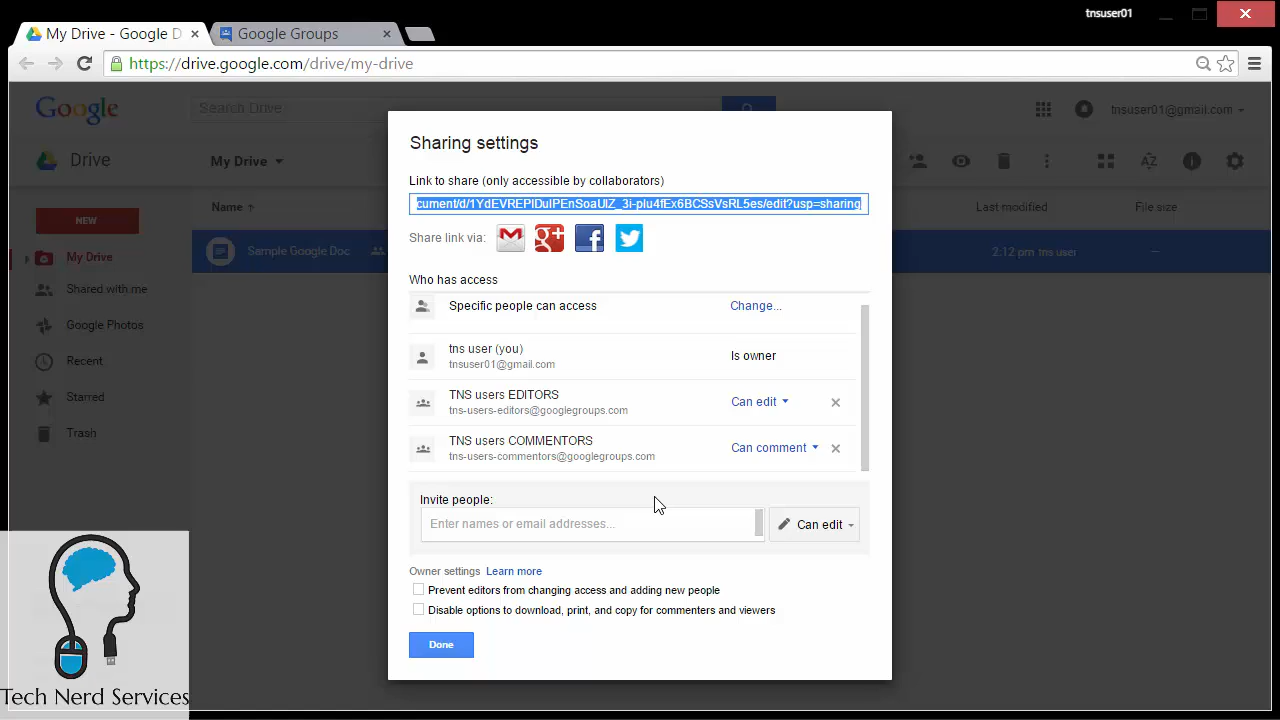 tnsuser01
My Drive - Google D
Google Groups
https://drive.google.com/drive/my-drive
Google
Search Drive
tnsuser01@gmail.com
Drive
My Drive
NEW
Name ↑
Last modified
File size
My Drive
Sample Google Doc
2:12 pm tns user
—
Shared with me
Google Photos
Recent
Starred
Trash
Sharing settings
Link to share (only accessible by collaborators)
Share link via:
Who has access
Specific people can access
Change...
tns user (you)
tnsuser01@gmail.com
Is owner
TNS users EDITORS
tns-users-editors@googlegroups.com
Can edit
TNS users COMMENTORS
tns-users-commentors@googlegroups.com
Can comment
Invite people:
Enter names or email addresses...
Can edit
Owner settings Learn more
Prevent editors from changing access and adding new people
Disable options to download, print, and copy for commenters and viewers
Done
Tech Nerd Services